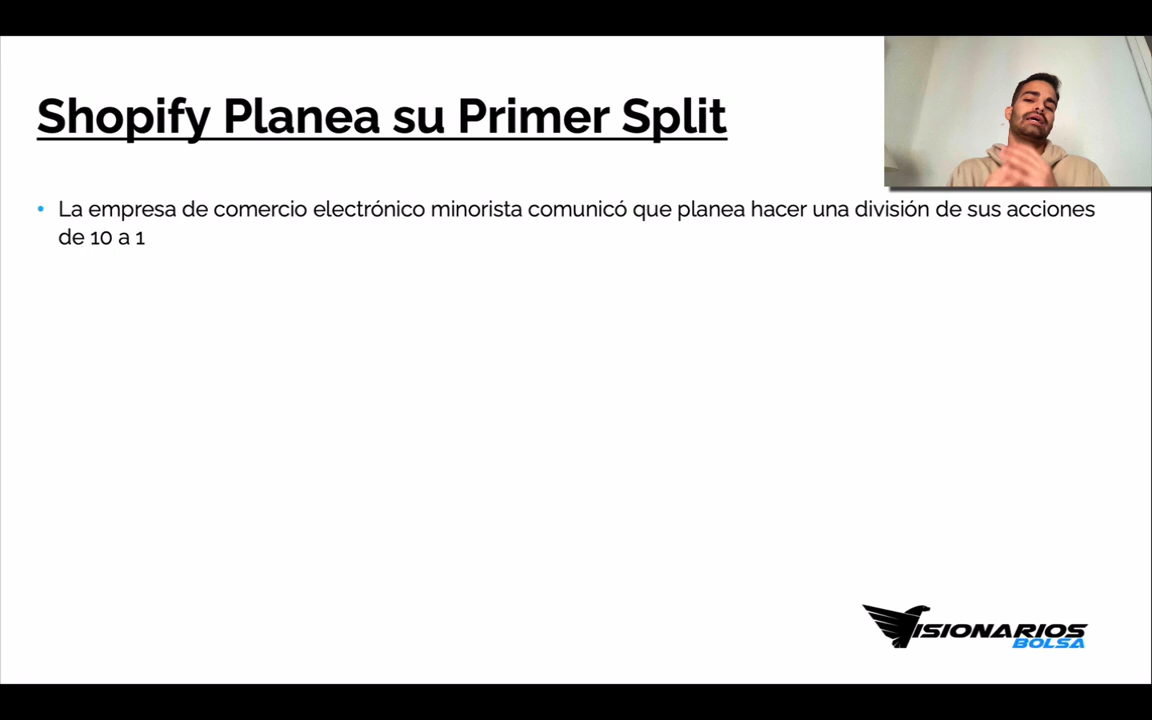 Shopify Planea su Primer Split
• La empresa de comercio electrónico minorista comunicó que planea hacer una división de sus acciones
de 10 a 1
VISIONARIOS
BOLSA